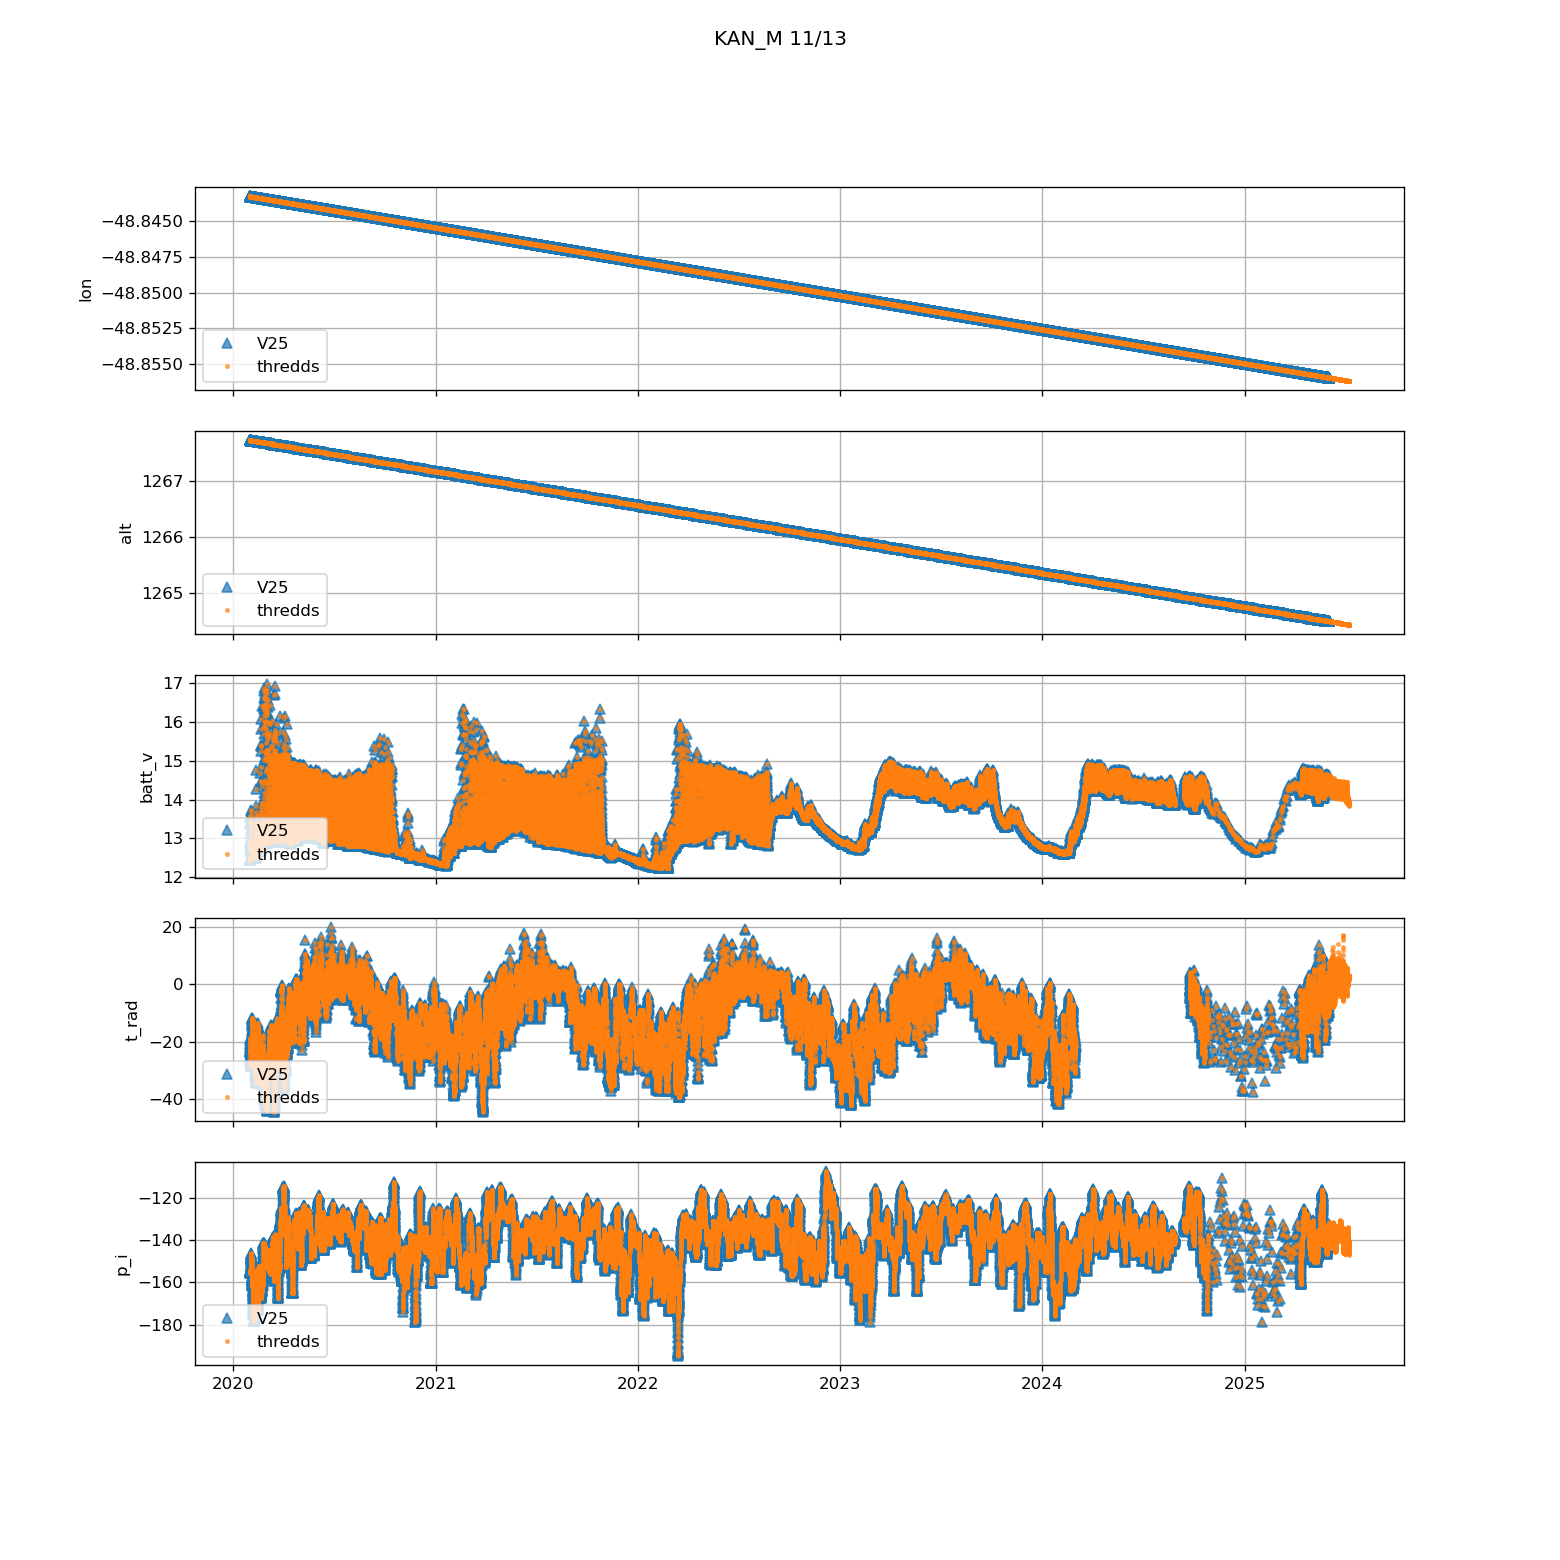 KAN_M 11/13
lon
−48.8450
−48.8475
−48.8500
−48.8525
−48.8550
V25
thredds
alt
1267
1266
1265
V25
thredds
batt_v
17
16
15
14
13
12
V25
thredds
t_rad
20
0
−20
−40
V25
thredds
p_i
−120
−140
−160
−180
V25
thredds
2020 2021 2022 2023 2024 2025